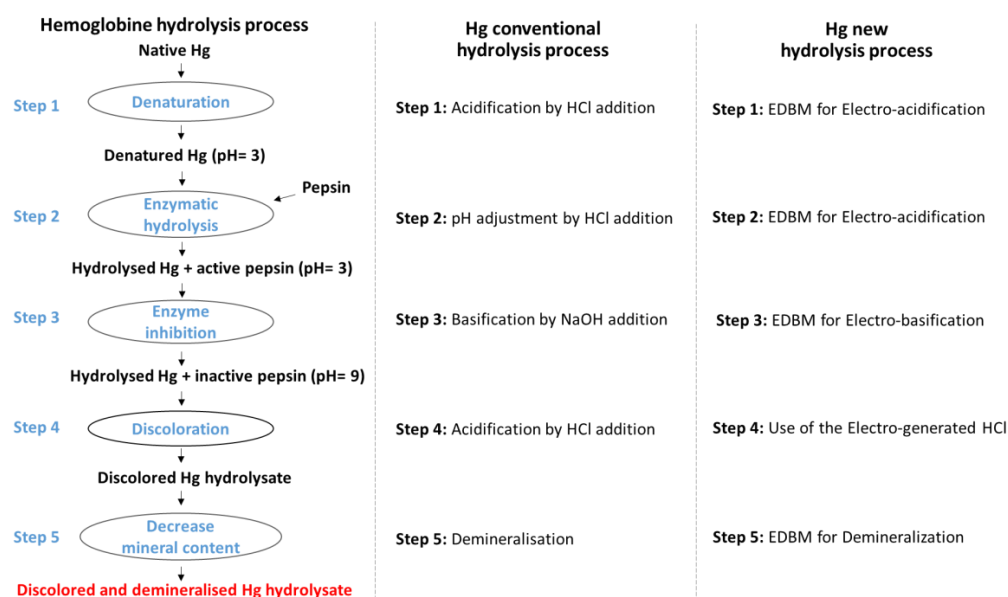 Hemoglobine hydrolysis process
Native Hg
Step 1
Denaturation
Denatured Hg (pH= 3)
Pepsin
Step 2
Enzymatic
hydrolysis
Hydrolysed Hg + active pepsin (pH= 3)
Step 3
Enzyme
inhibition
Hydrolysed Hg + inactive pepsin (pH= 9)
Step 4
Discoloration
Discolored Hg hydrolysate
Step 5
Decrease
mineral content
Discolored and demineralised Hg hydrolysate
Hg conventional
hydrolysis process
Step 1: Acidification by HCl addition
Step 2: pH adjustment by HCl addition
Step 3: Basification by NaOH addition
Step 4: Acidification by HCl addition
Step 5: Demineralisation
Hg new
hydrolysis process
Step 1: EDBM for Electro-acidification
Step 2: EDBM for Electro-acidification
Step 3: EDBM for Electro-basification
Step 4: Use of the Electro-generated HCl
Step 5: EDBM for Demineralization